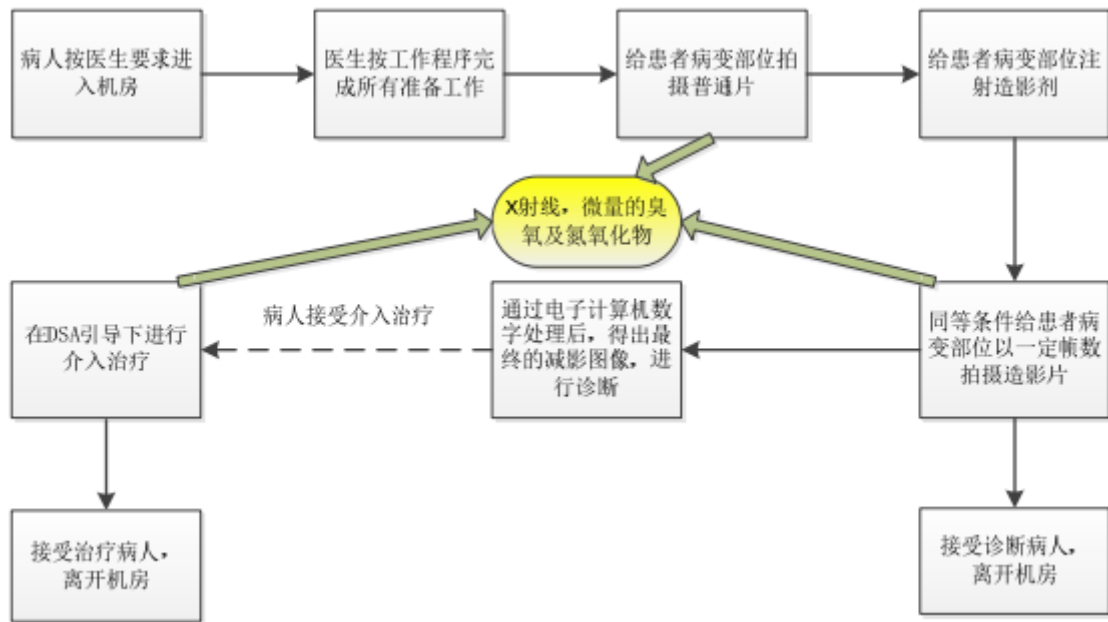 病人按医生要求进
入机房
医生按工作程序完
成所有准备工作
给患者病变部位拍
摄普通片
给患者病变部位注
射造影剂
X射线，微量的臭
氧及氮氧化物
在DSA引导下进行
介入治疗
病人接受介入治疗
通过电子计算机数
字处理后，得出最
终的减影图像，进
行诊断
同等条件给患者病
变部位以一定帧数
拍摄造影片
接受治疗病人，
离开机房
接受诊断病人，
离开机房